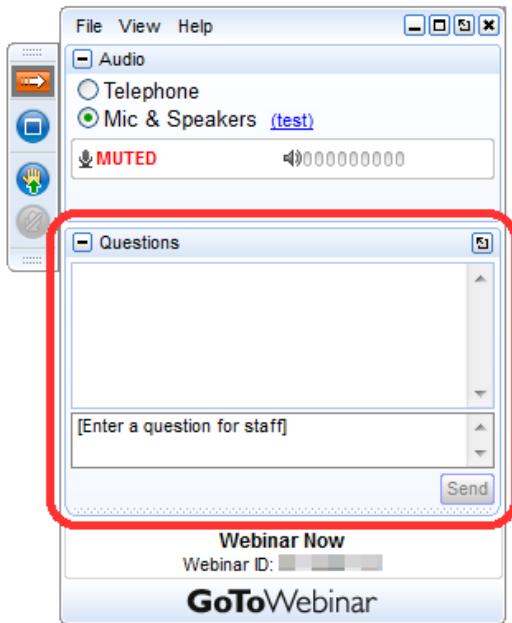 File View Help
Audio
Telephone
Mic & Speakers (test)
MUTED 000000000
Questions
[Enter a question for staff]
Send
Webinar Now
Webinar ID:
GoToWebinar